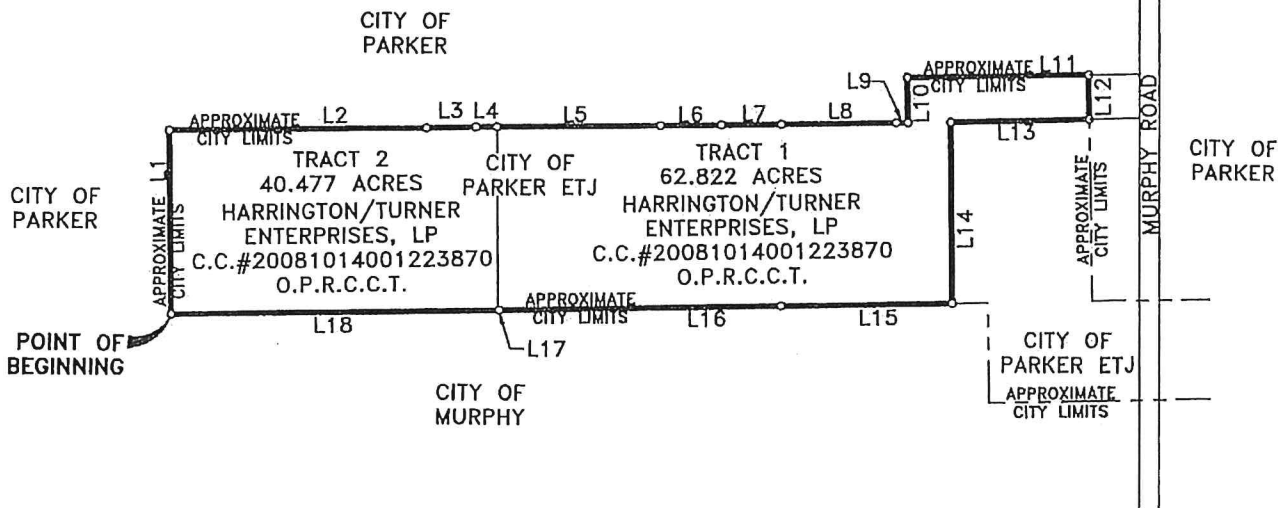 CITY OF
PARKER
APPROXIMATE
CITY LIMITS
L2
L3
L4
L5
L6
L7
L8
L9
L10
APPROXIMATE
CITY LIMITS
L11
L12
L13
L1
APPROXIMATE
CITY LIMITS
CITY OF
PARKER
TRACT 2
40.477 ACRES
HARRINGTON/TURNER
ENTERPRISES, LP
C.C.#20081014001223870
O.P.R.C.C.T.
CITY OF
PARKER ETJ
TRACT 1
62.822 ACRES
HARRINGTON/TURNER
ENTERPRISES, LP
C.C.#20081014001223870
O.P.R.C.C.T.
L14
APPROXIMATE
CITY LIMITS
MURPHY ROAD
CITY OF
PARKER
POINT OF
BEGINNING
L18
L17
APPROXIMATE
CITY LIMITS
L16
L15
CITY OF
MURPHY
CITY OF
PARKER ETJ
APPROXIMATE
CITY LIMITS